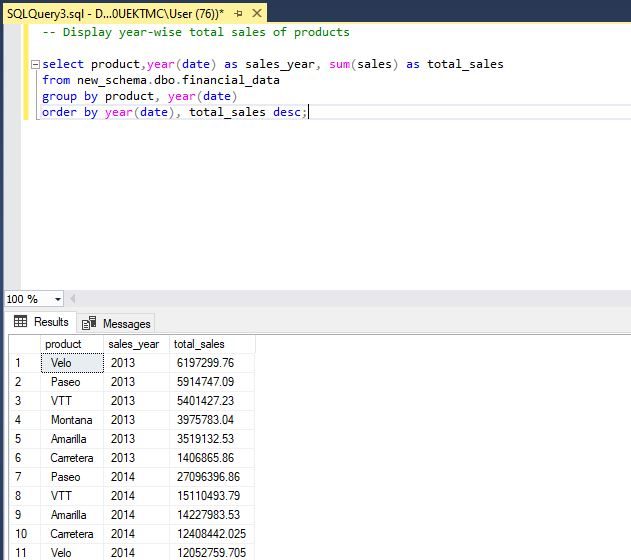 SQLQuery3.sql - D...0UEKTMC\User (76))*
-- Display year-wise total sales of products
select product,year(date) as sales_year, sum(sales) as total_sales
from new_schema.dbo.financial_data
group by product, year(date)
order by year(date), total_sales desc;
100 %
Results Messages
product sales_year total_sales
1 Velo 2013 6197299.76
2 Paseo 2013 5914747.09
3 VTT 2013 5401427.23
4 Montana 2013 3975783.04
5 Amarilla 2013 3519132.53
6 Carretera 2013 1406865.86
7 Paseo 2014 27096396.86
8 VTT 2014 15110493.79
9 Amarilla 2014 14227983.53
10 Carretera 2014 12408442.025
11 Velo 2014 12052759.705